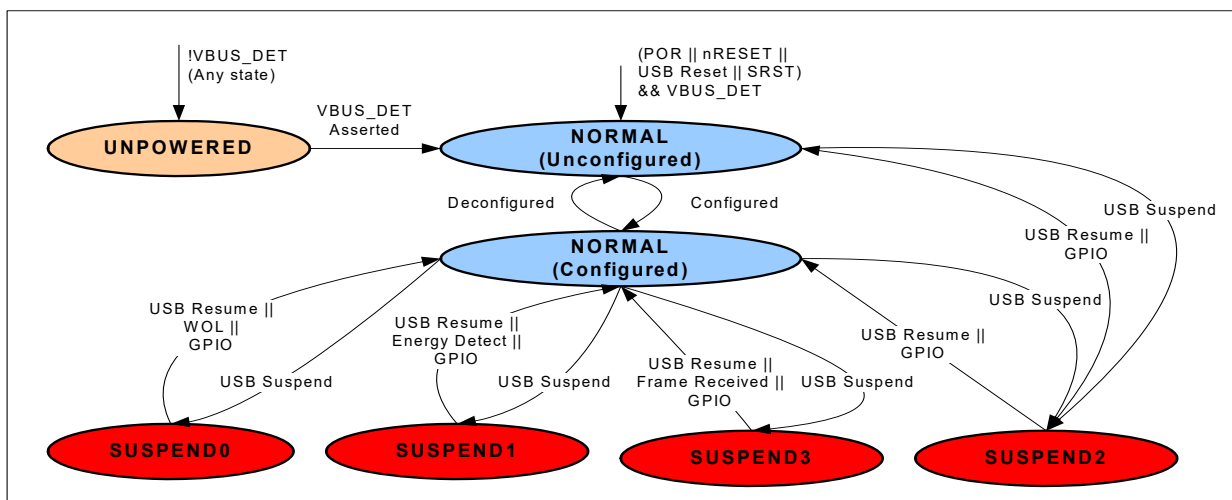 !VBUS_DET
(Any state)
(POR || nRESET ||
USB Reset || SRST)
&& VBUS_DET
VBUS_DET
Asserted
UNPOWERED
NORMAL
(Unconfigured)
Deconfigured
Configured
USB Suspend
USB Resume ||
GPIO
NORMAL
(Configured)
USB Resume ||
WOL ||
GPIO
USB Suspend
USB Resume ||
Energy Detect ||
GPIO
USB Suspend
USB Resume ||
Frame Received ||
GPIO
USB Suspend
USB Resume ||
GPIO
USB Suspend
SUSPEND0
SUSPEND1
SUSPEND3
SUSPEND2